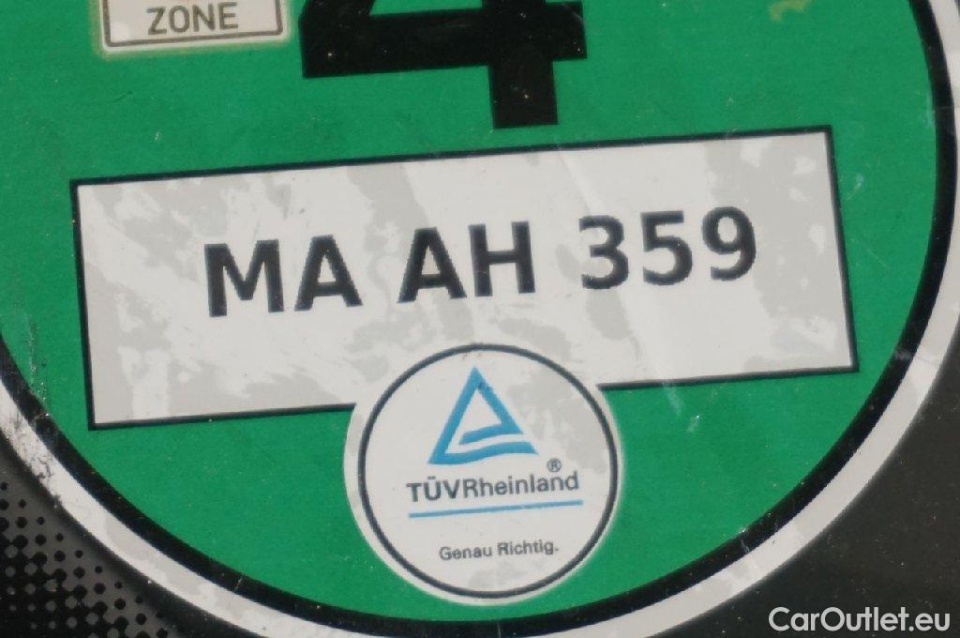 ZONE
4
MA AH 359
TÜVRheinland®
Genau Richtig.
CarOutlet.eu